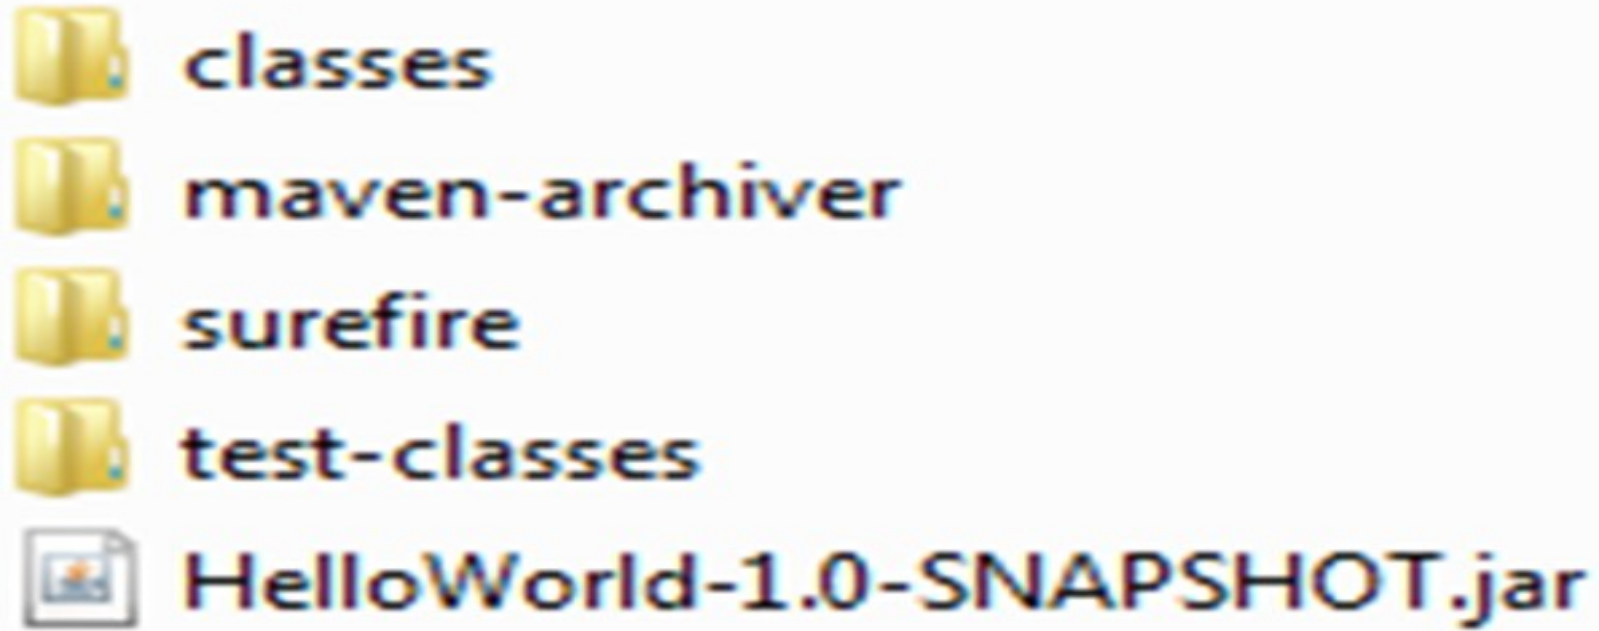 classes
maven-archiver
surefire
test-classes
HelloWorld-1.0-SNAPSHOT.jar